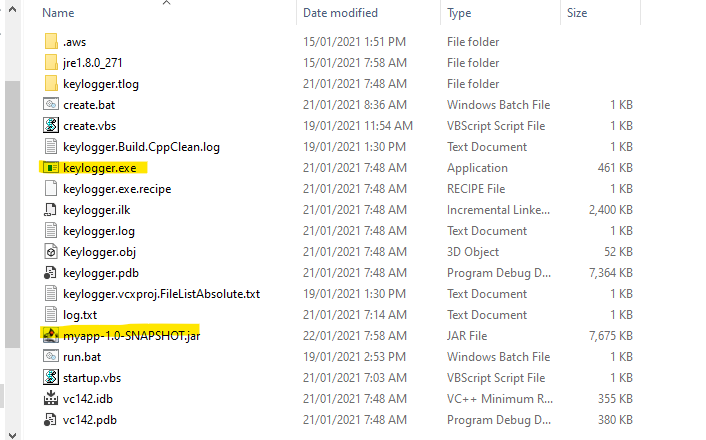 Name Date modified Type Size
.aws 15/01/2021 1:51 PM File folder
jre1.8.0_271 15/01/2021 7:58 AM File folder
keylogger.tlog 21/01/2021 7:48 AM File folder
create.bat 21/01/2021 8:36 AM Windows Batch File 1 KB
create.vbs 19/01/2021 11:54 AM VBScript Script File 1 KB
keylogger.Build.CppClean.log 19/01/2021 1:30 PM Text Document 1 KB
keylogger.exe 21/01/2021 7:48 AM Application 461 KB
keylogger.exe.recipe 21/01/2021 7:48 AM RECIPE File 1 KB
keylogger.ilk 21/01/2021 7:48 AM Incremental Linke... 2,400 KB
keylogger.log 21/01/2021 7:48 AM Text Document 1 KB
Keylogger.obj 21/01/2021 7:48 AM 3D Object 52 KB
keylogger.pdb 21/01/2021 7:48 AM Program Debug D... 7,364 KB
keylogger.vcxproj.FileListAbsolute.txt 19/01/2021 1:30 PM Text Document 1 KB
log.txt 21/01/2021 7:14 AM Text Document 1 KB
myapp-1.0-SNAPSHOT.jar 22/01/2021 7:58 AM JAR File 7,675 KB
run.bat 19/01/2021 2:53 PM Windows Batch File 1 KB
startup.vbs 21/01/2021 7:03 AM VBScript Script File 1 KB
vc142.idb 21/01/2021 7:48 AM VC++ Minimum R... 355 KB
vc142.pdb 21/01/2021 7:48 AM Program Debug D... 380 KB